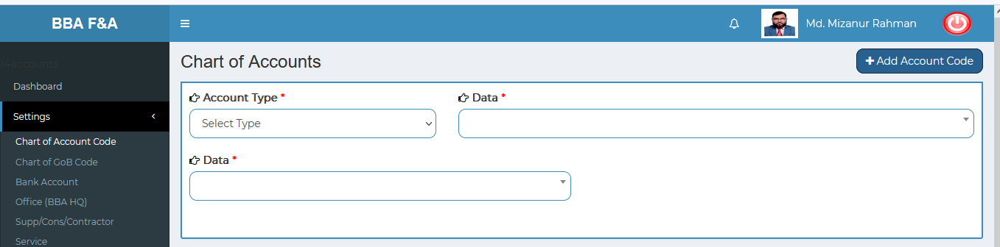 BBA F&A
Md. Mizanur Rahman
Chart of Accounts
+ Add Account Code
14accounts
Dashboard
Settings
Chart of Account Code
Chart of GoB Code
Bank Account
Office (BBA HQ)
Supp/Cons/Contractor
Service
Account Type *
Data *
Select Type
Data *